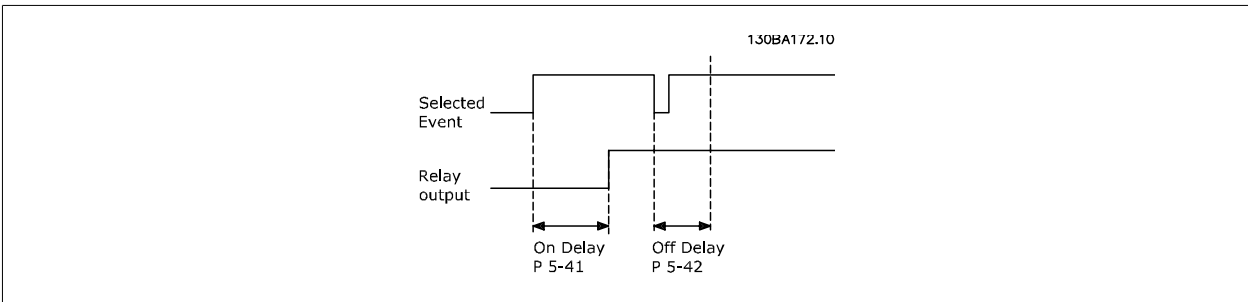 130BA172.10
Selected
Event
Relay
output
On Delay
P 5-41
Off Delay
P 5-42